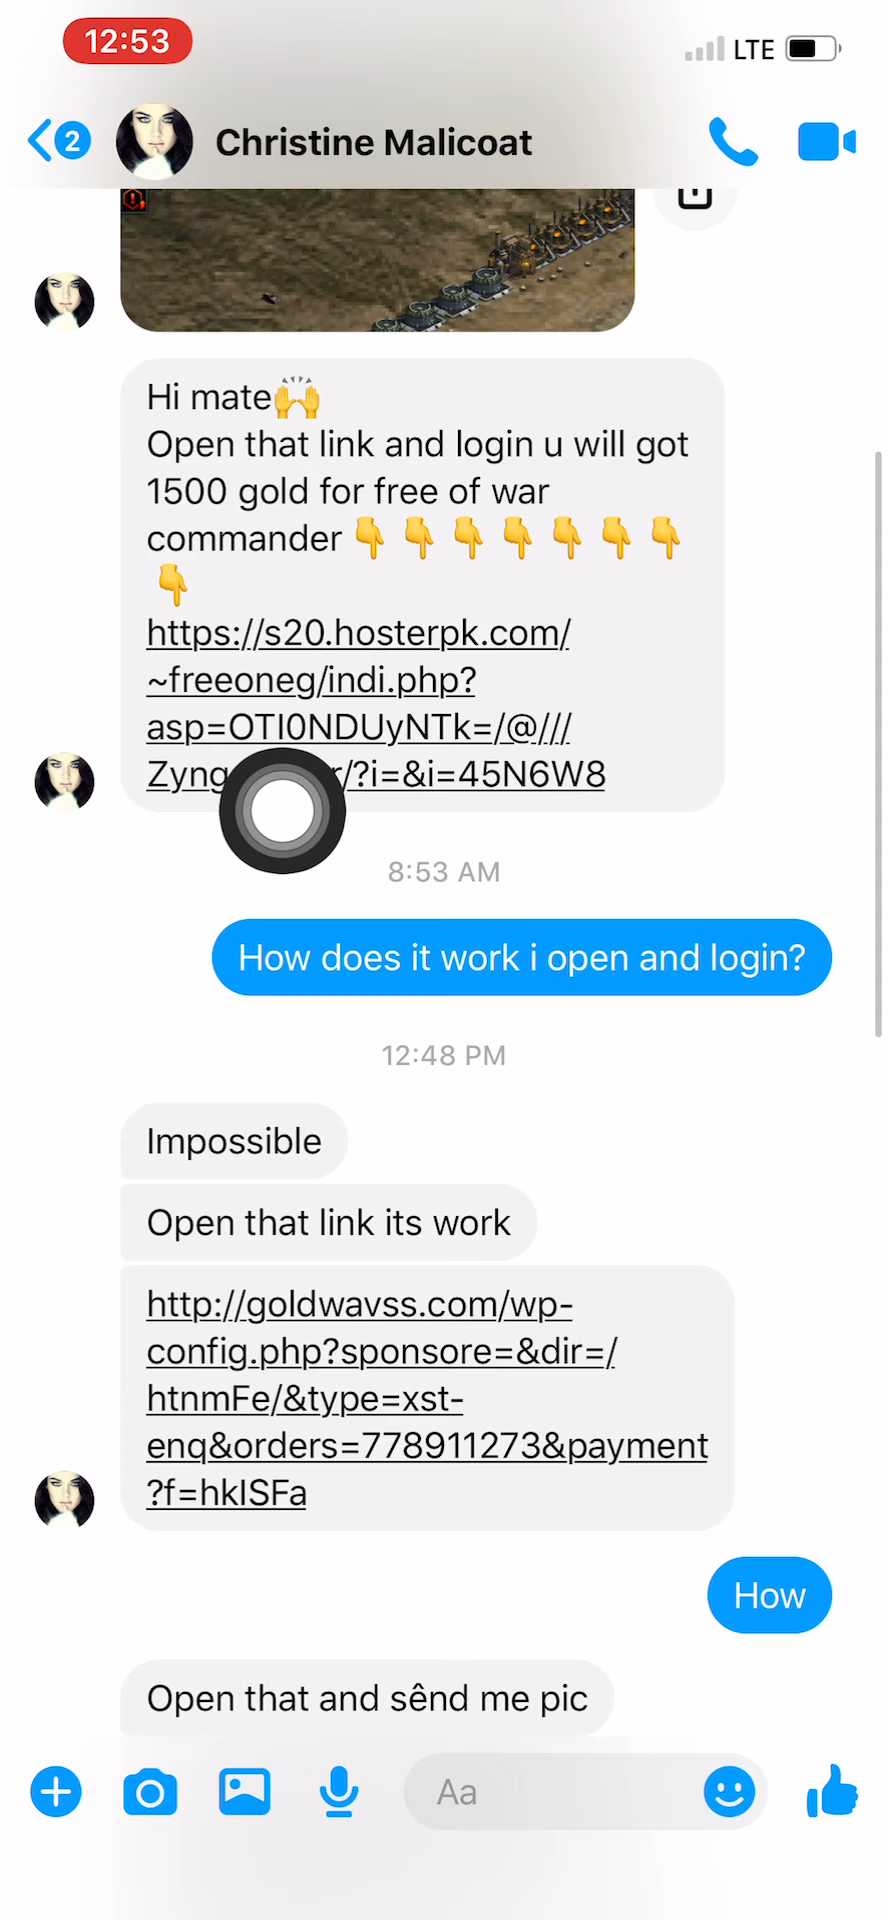 12:53
LTE
2
Christine Malicoat
Hi mate🙌
Open that link and login u will got
1500 gold for free of war
commander 👇 👇 👇 👇 👇 👇 👇
👇
https://s20.hosterpk.com/
~freeoneg/indi.php?
asp=OTI0NDUyNTk=/@///
/?i=&i=45N6W8
8:53 AM
How does it work i open and login?
12:48 PM
Impossible
Open that link its work
http://goldwavss.com/wp-
config.php?sponsore=&dir=/
htnmFe/&type=xst-
enq&orders=778911273&payment
?f=hkISFa
How
Open that and sênd me pic
Aa